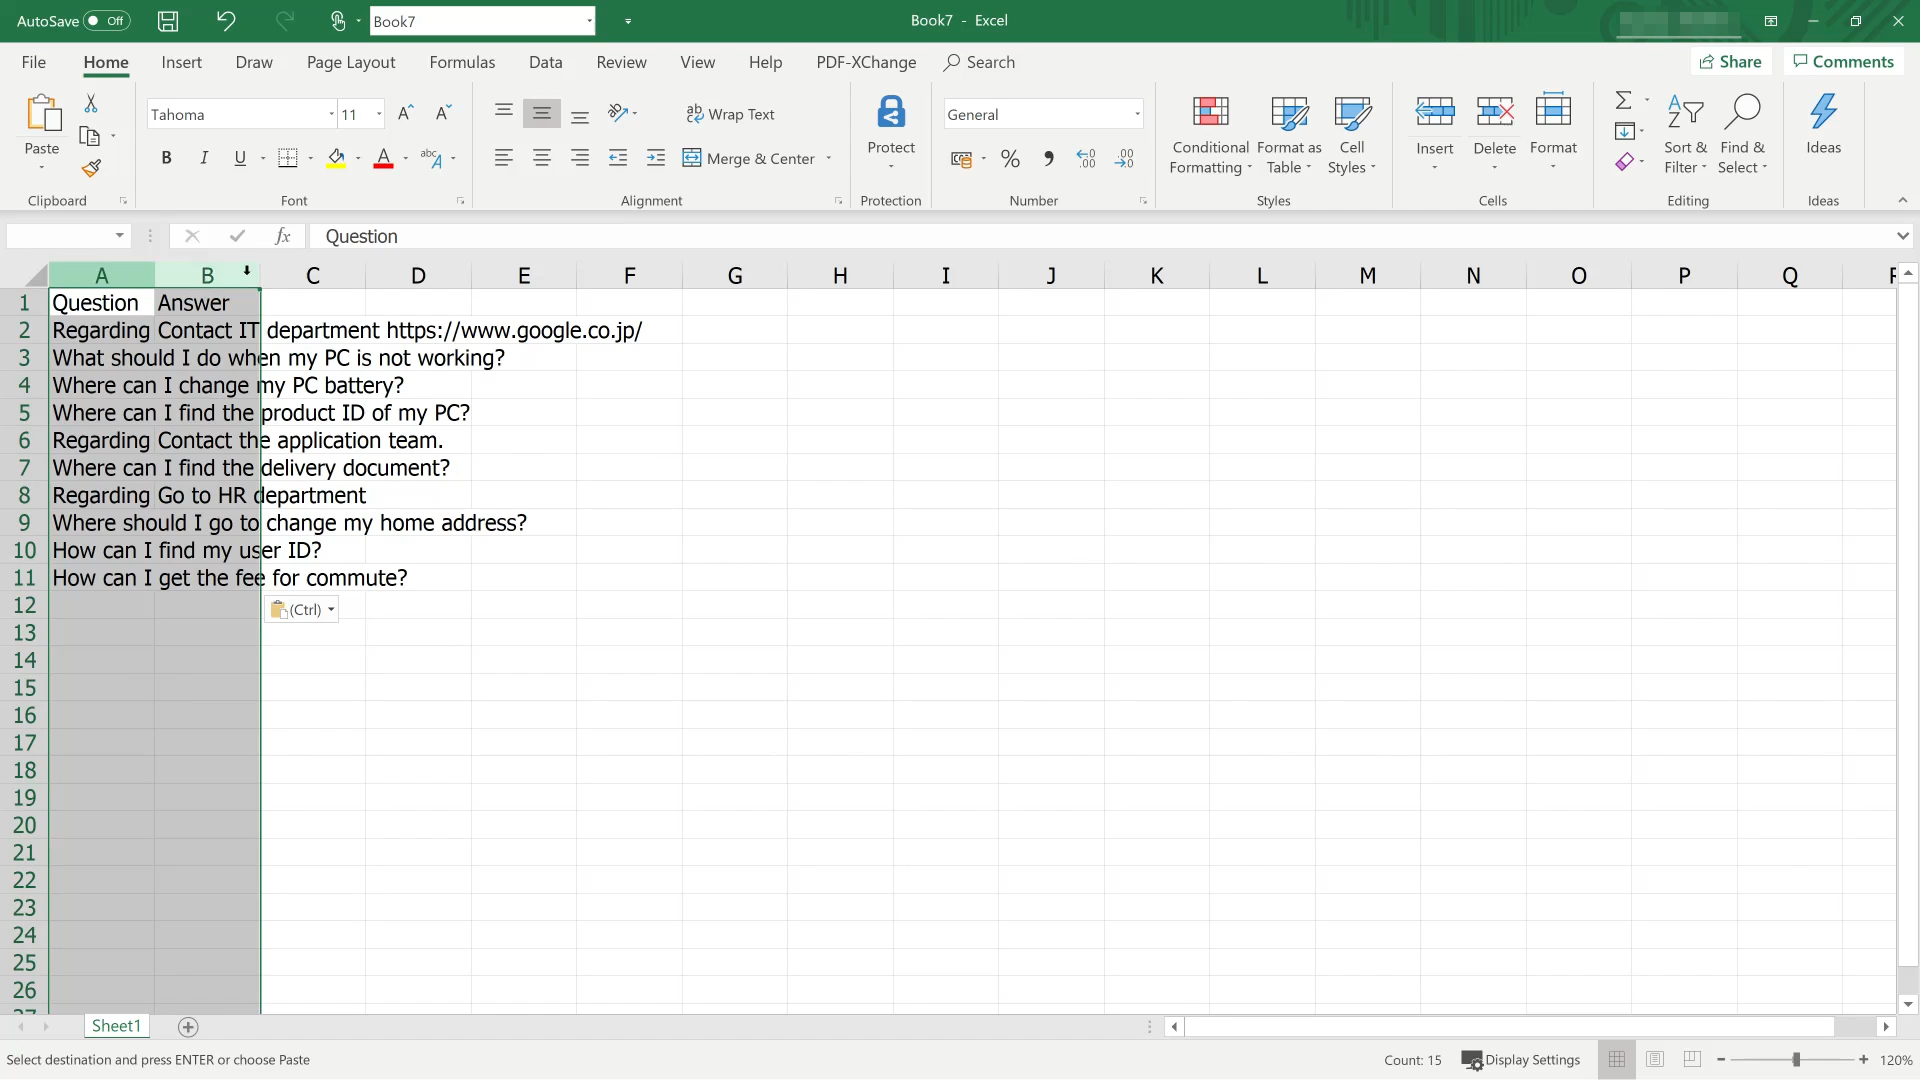 AutoSave Off Book7 Book7 - Excel
File Home Insert Draw Page Layout Formulas Data Review View Help PDF-XChange Search Share Comments
Paste
Tahoma 11
Wrap Text
Merge & Center
Protect
General
Conditional Formatting
Format as Table
Cell Styles
Insert Delete Format
Sort & Filter
Find & Select
Ideas
Clipboard Font Alignment Protection Number Styles Cells Editing Ideas
fx Question
A B C D E F G H I J K L M N O P Q
1 Question Answer
2 Regarding Contact IT department https://www.google.co.jp/
3 What should I do when my PC is not working?
4 Where can I change my PC battery?
5 Where can I find the product ID of my PC?
6 Regarding Contact the application team.
7 Where can I find the delivery document?
8 Regarding Go to HR department
9 Where should I go to change my home address?
10 How can I find my user ID?
11 How can I get the fee for commute?
12 (Ctrl)
13
14
15
16
17
18
19
20
21
22
23
24
25
26
Sheet1
Select destination and press ENTER or choose Paste Count: 15 Display Settings 120%